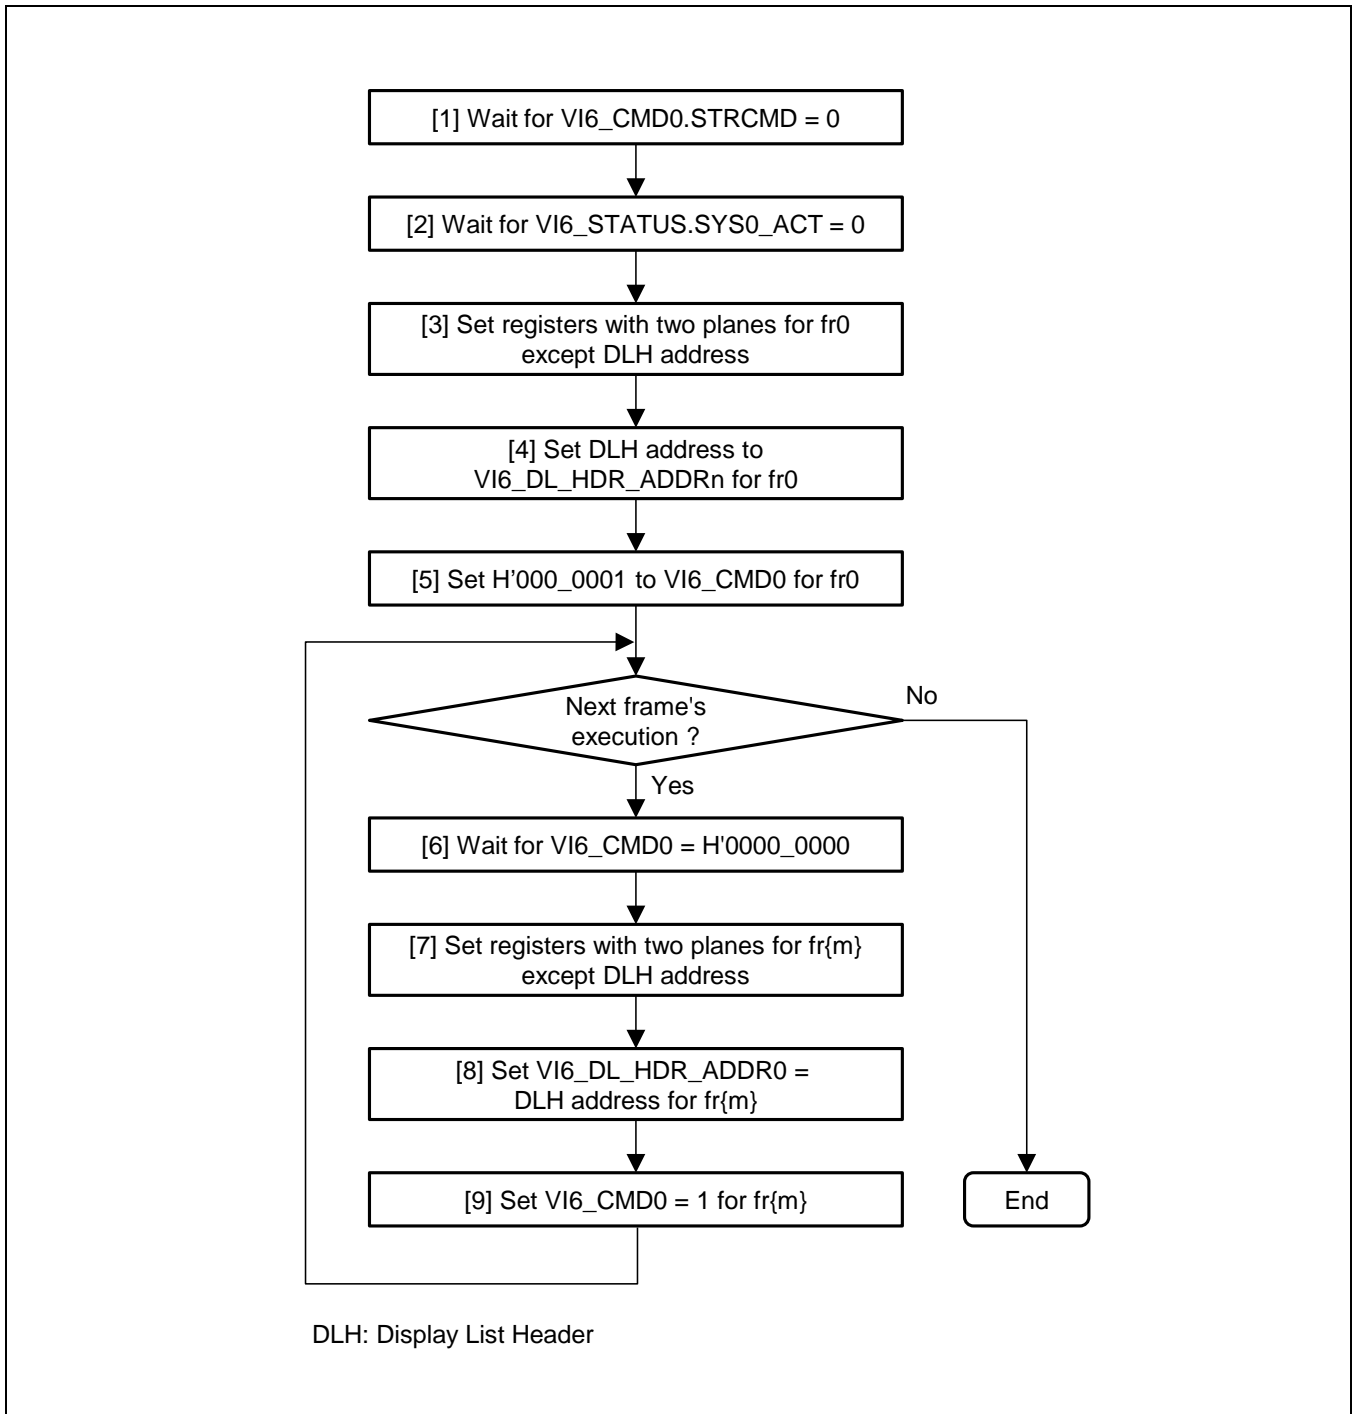 [1] Wait for VI6_CMD0.STRCMD = 0
[2] Wait for VI6_STATUS.SYS0_ACT = 0
[3] Set registers with two planes for fr0
except DLH address
[4] Set DLH address to
VI6_DL_HDR_ADDRn for fr0
[5] Set H’000_0001 to VI6_CMD0 for fr0
Next frame's
execution ?
No
Yes
[6] Wait for VI6_CMD0 = H'0000_0000
[7] Set registers with two planes for fr{m}
except DLH address
[8] Set VI6_DL_HDR_ADDR0 =
DLH address for fr{m}
[9] Set VI6_CMD0 = 1 for fr{m}
End
DLH: Display List Header